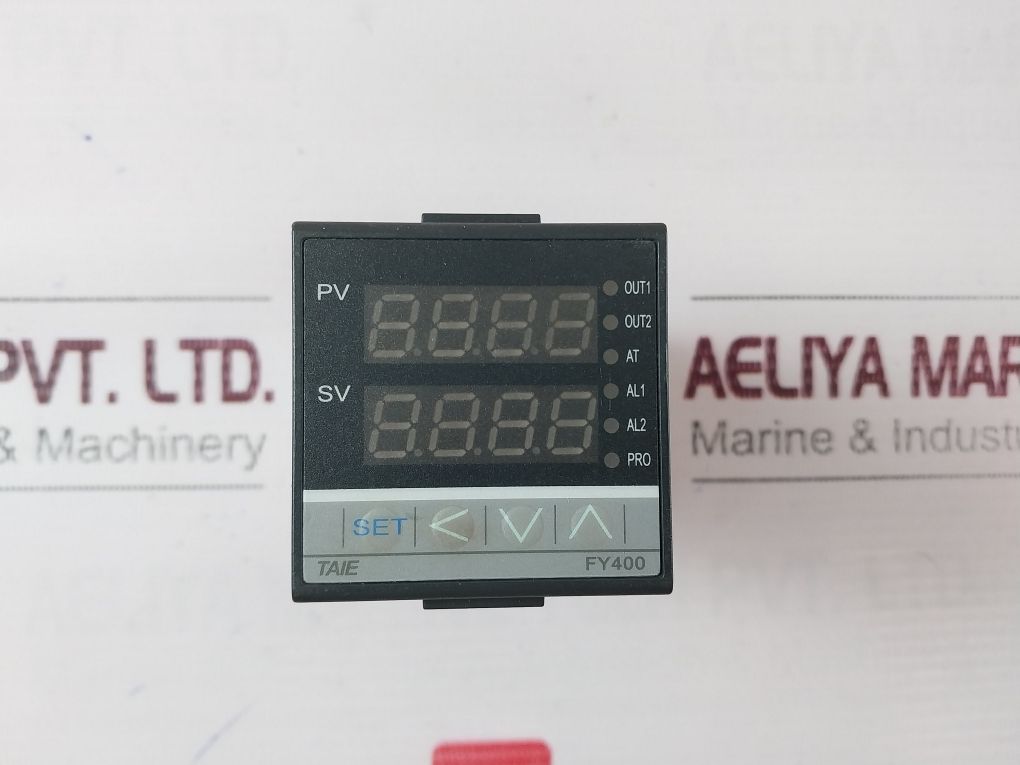 PV
OUT1
OUT2
AT
SV
AL1
AL2
PRO
SET < V Λ
TAIE FY400
PVT. LTD.
& Machinery
AELIYA MAR
Marine & Industr